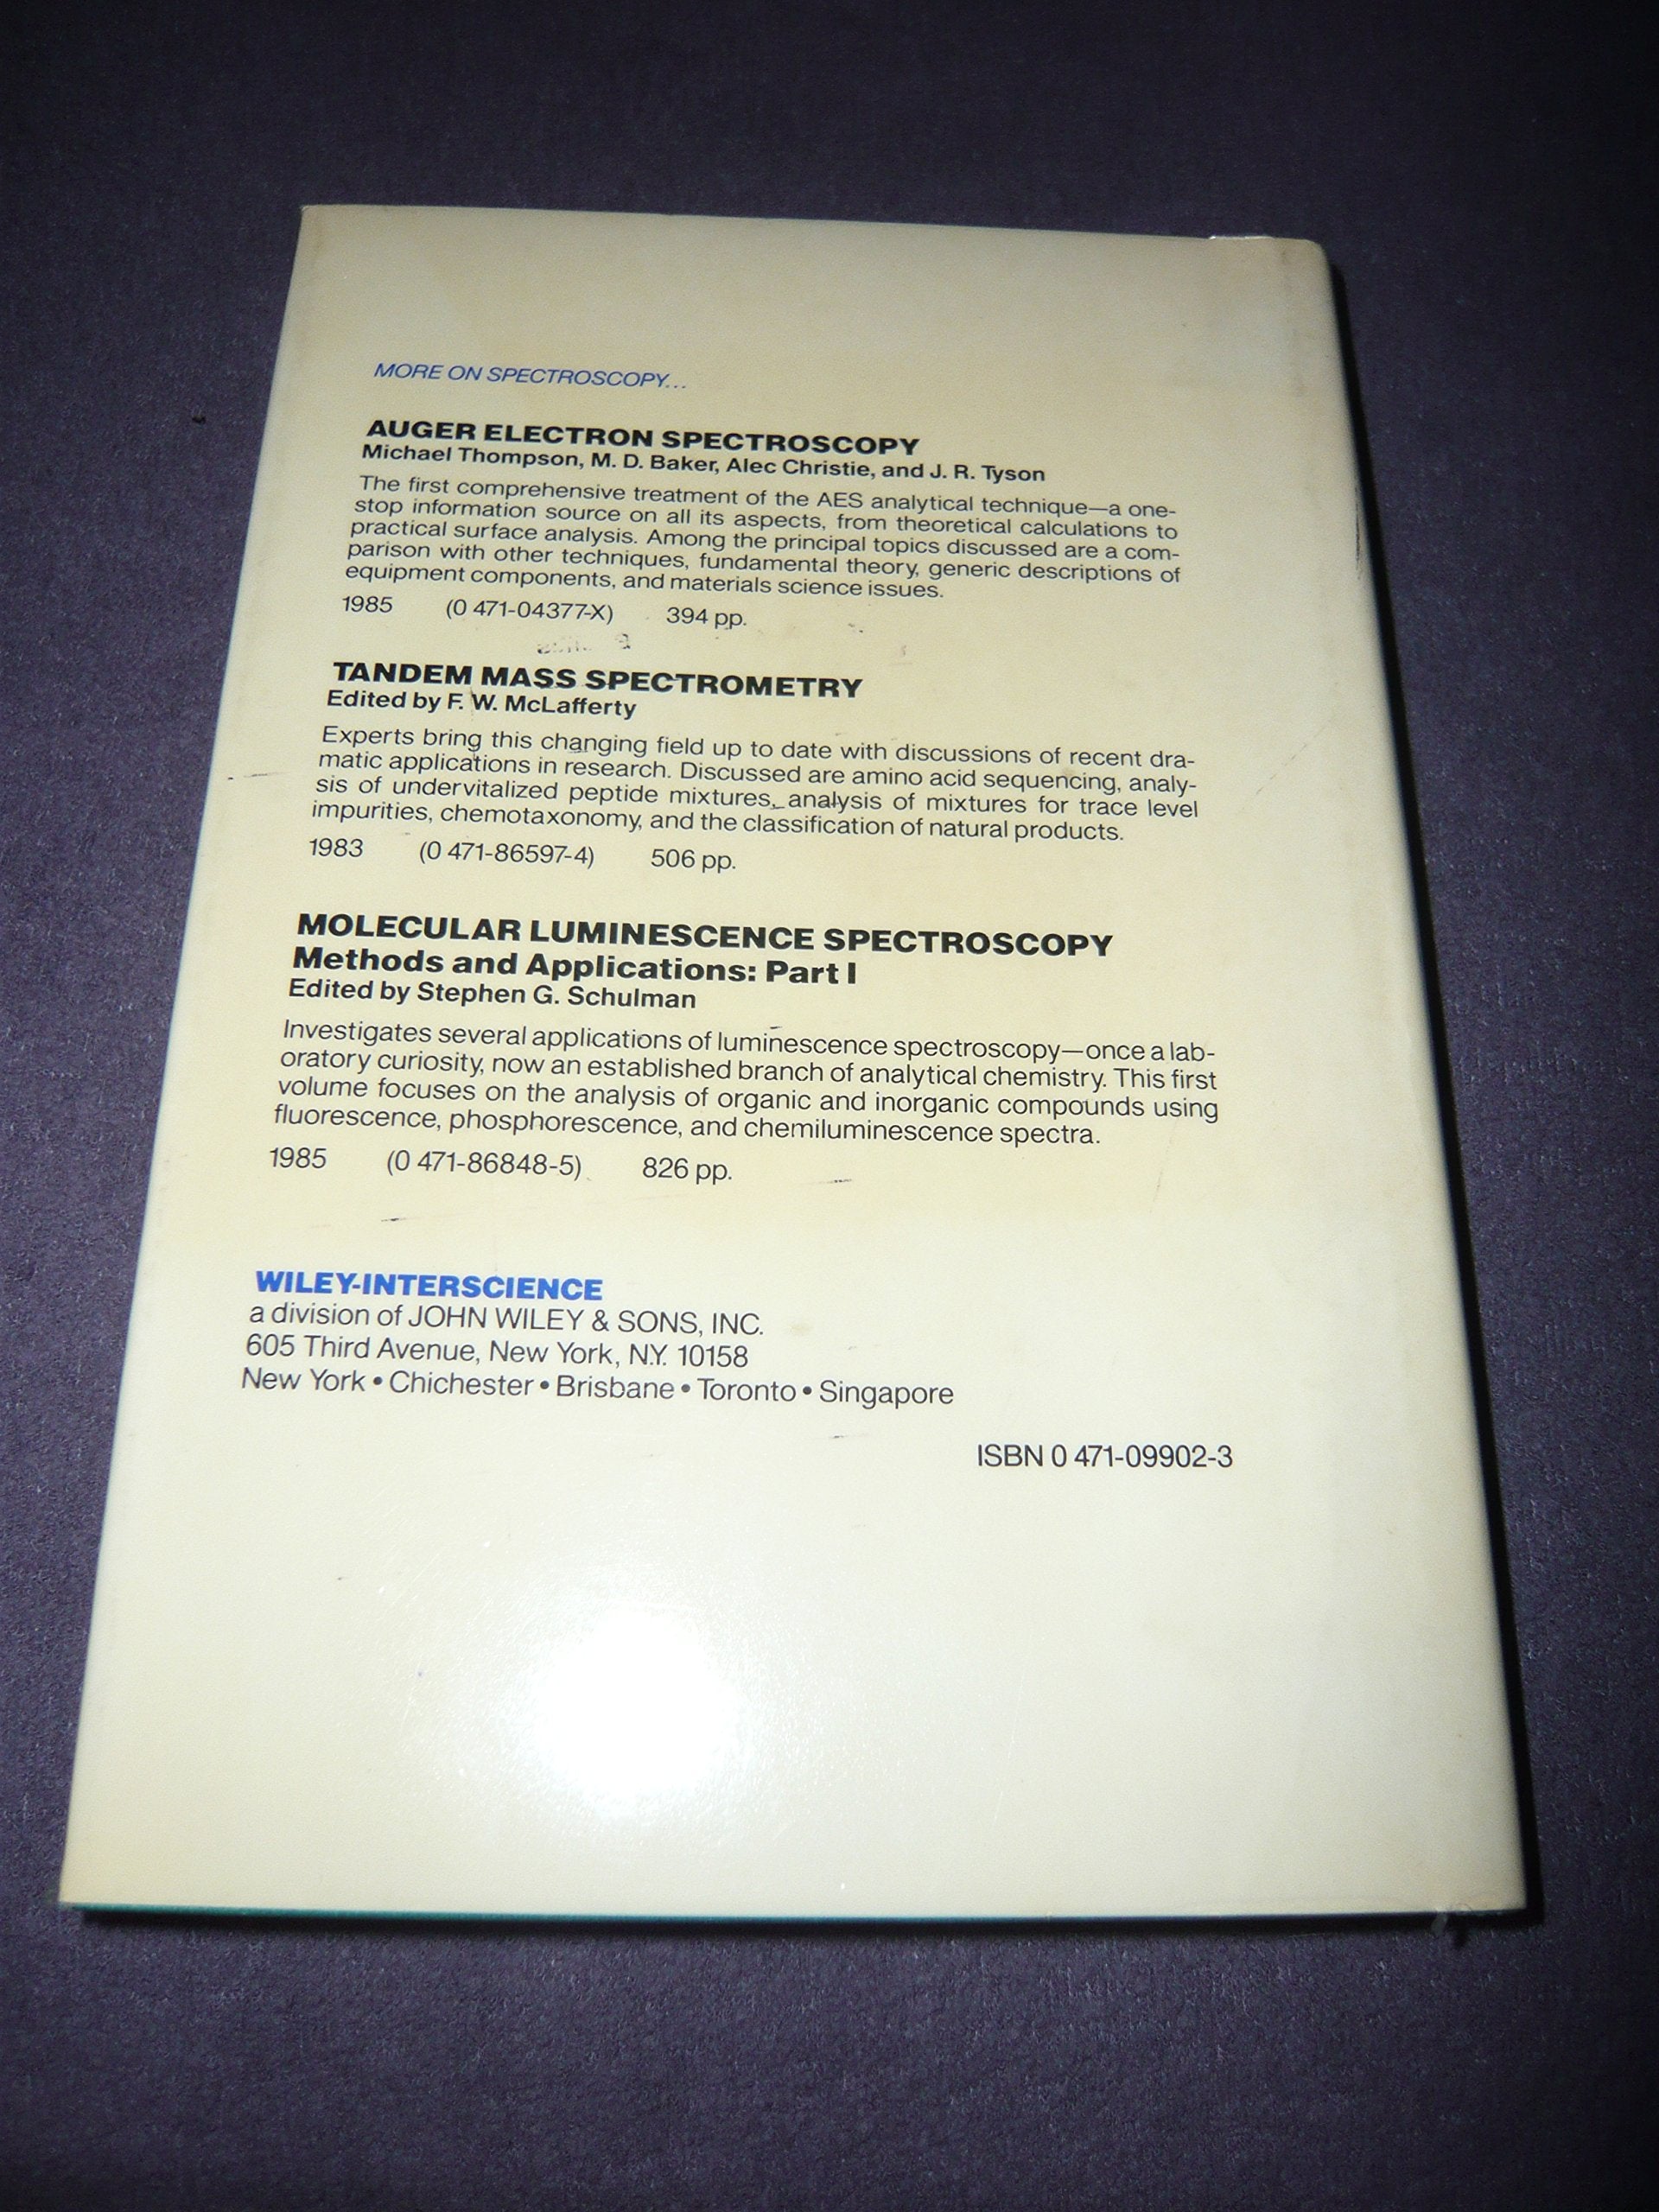 MORE ON SPECTROSCOPY...
AUGER ELECTRON SPECTROSCOPY
Michael Thompson, M. D. Baker, Alec Christie, and J. R. Tyson
The first comprehensive treatment of the AES analytical technique—a one-
stop information source on all its aspects, from theoretical calculations to
practical surface analysis. Among the principal topics discussed are a com-
parison with other techniques, fundamental theory, generic descriptions of
equipment components, and materials science issues.
1985 (0 471-04377-X) 394 pp.
TANDEM MASS SPECTROMETRY
Edited by F. W. McLafferty
Experts bring this changing field up to date with discussions of recent dra-
matic applications in research. Discussed are amino acid sequencing, analy-
sis of undervitalized peptide mixtures, analysis of mixtures for trace level
impurities, chemotaxonomy, and the classification of natural products.
1983 (0 471-86597-4) 506 pp.
MOLECULAR LUMINESCENCE SPECTROSCOPY
Methods and Applications: Part I
Edited by Stephen G. Schulman
Investigates several applications of luminescence spectroscopy—once a lab-
oratory curiosity, now an established branch of analytical chemistry. This first
volume focuses on the analysis of organic and inorganic compounds using
fluorescence, phosphorescence, and chemiluminescence spectra.
1985 (0 471-86848-5) 826 pp.
WILEY-INTERSCIENCE
a division of JOHN WILEY & SONS, INC.
605 Third Avenue, New York, N.Y. 10158
New York • Chichester • Brisbane • Toronto • Singapore
ISBN 0 471-09902-3